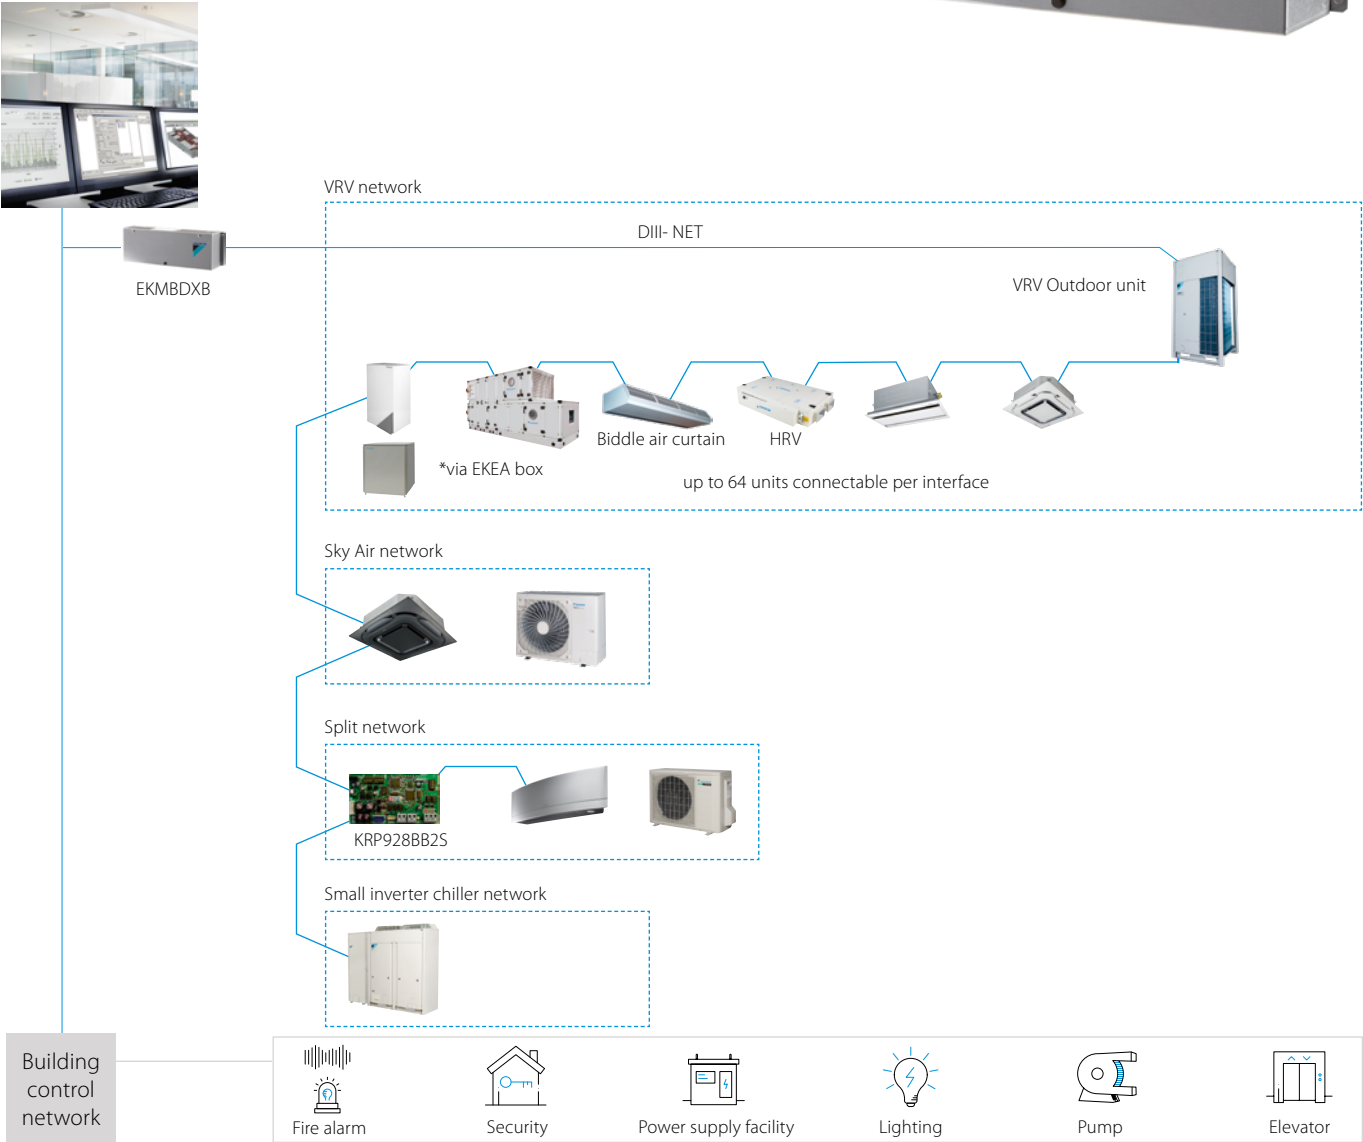 VRV network
DIII- NET
EKMBDXB
VRV Outdoor unit
Biddle air curtain
HRV
*via EKEA box
up to 64 units connectable per interface
Sky Air network
Split network
KRP928BB2S
Small inverter chiller network
Building
control
network
Fire alarm
Security
Power supply facility
Lighting
Pump
Elevator